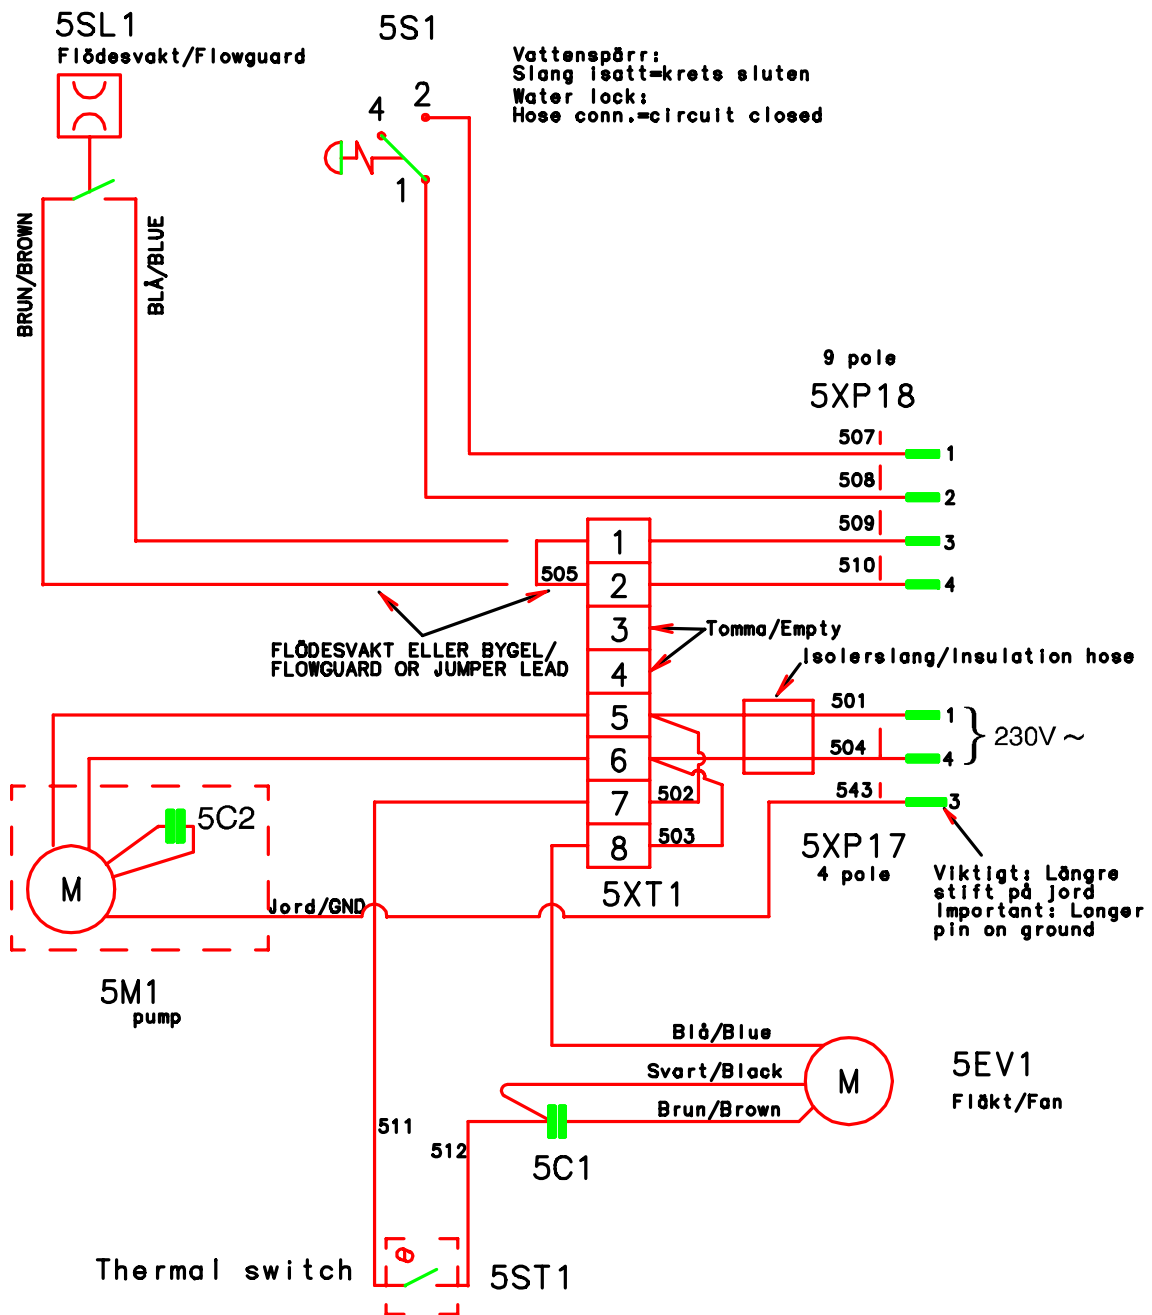 5SL1
Flödesvakt/Flowguard
5S1
Vattenspärr:
Slang isatt=krets sluten
Water lock:
Hose conn.=circuit closed
4
2
1
BRUN/BROWN
BLÅ/BLUE
9 pole
5XP18
507
1
508
2
509
3
510
4
1
505
2
3
4
5
6
7
8
5XT1
FLÖDESVAKT ELLER BYGEL/
FLOWGUARD OR JUMPER LEAD
Tomma/Empty
Isolerslang/Insulation hose
501
1
504
4
230V ~
502
543
3
503
5XP17
4 pole
Viktigt: Längre
stift på jord
Important: Longer
pin on ground
5C2
M
Jord/GND
5M1
pump
Blå/Blue
Svart/Black
Brun/Brown
M
5EV1
Fläkt/Fan
511
512
5C1
Thermal switch
θ
5ST1